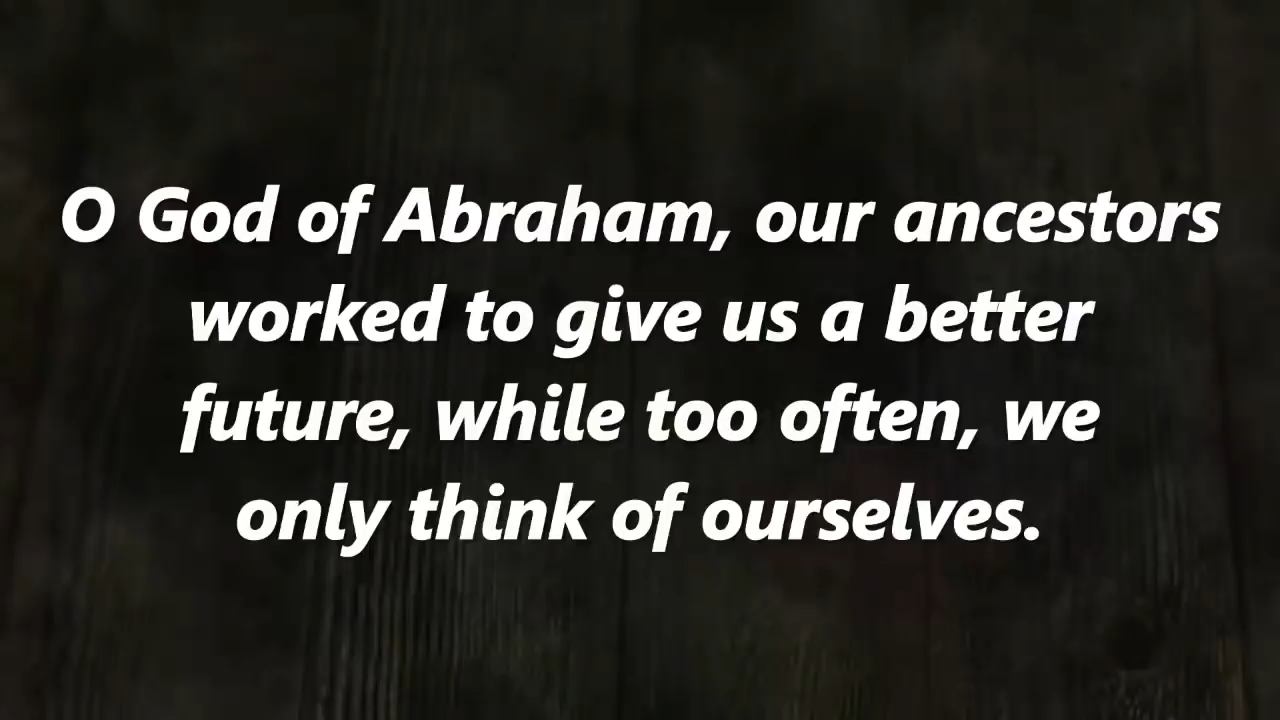 O God of Abraham, our ancestors
worked to give us a better
future, while too often, we
only think of ourselves.